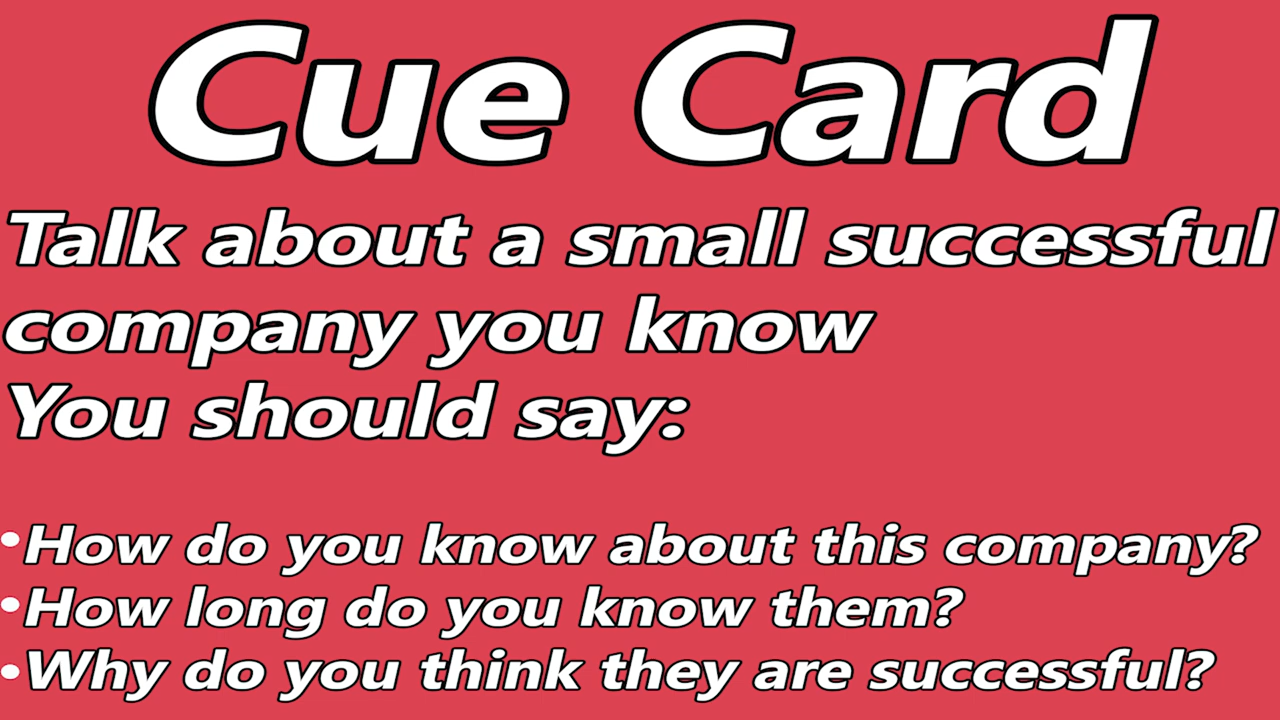 Cue Card
Talk about a small successful
company you know
You should say:
•How do you know about this company?
•How long do you know them?
•Why do you think they are successful?